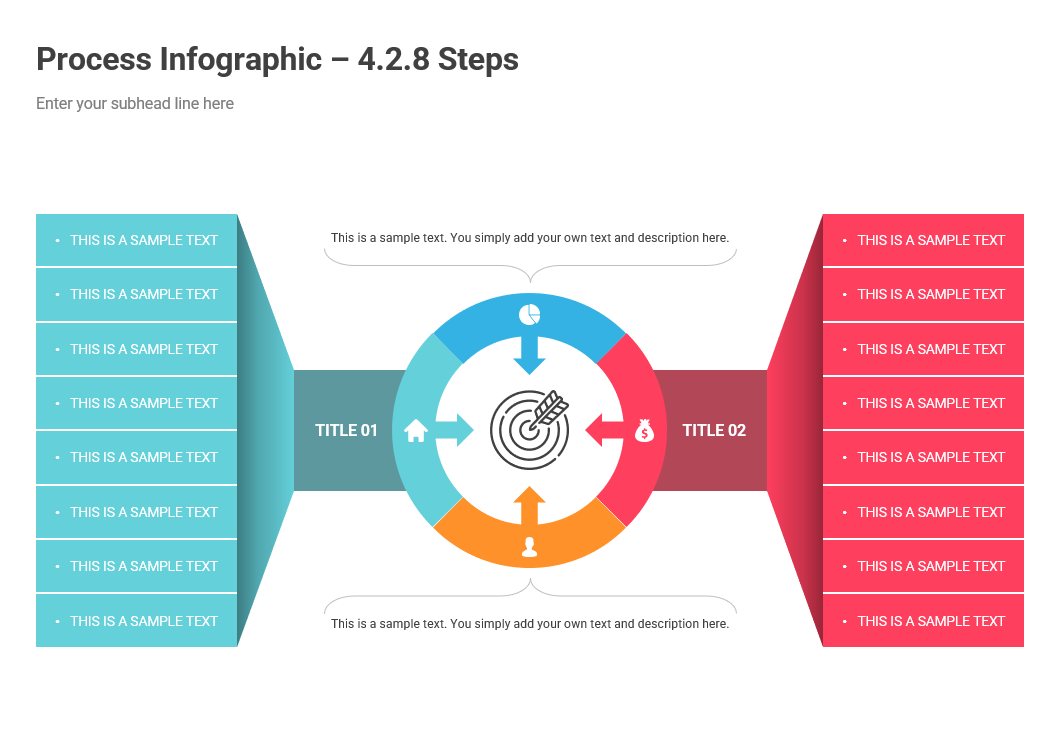 Process Infographic – 4.2.8 Steps
Enter your subhead line here
• THIS IS A SAMPLE TEXT
• THIS IS A SAMPLE TEXT
• THIS IS A SAMPLE TEXT
• THIS IS A SAMPLE TEXT
• THIS IS A SAMPLE TEXT
• THIS IS A SAMPLE TEXT
• THIS IS A SAMPLE TEXT
• THIS IS A SAMPLE TEXT
TITLE 01
This is a sample text. You simply add your own text and description here.
$
This is a sample text. You simply add your own text and description here.
TITLE 02
• THIS IS A SAMPLE TEXT
• THIS IS A SAMPLE TEXT
• THIS IS A SAMPLE TEXT
• THIS IS A SAMPLE TEXT
• THIS IS A SAMPLE TEXT
• THIS IS A SAMPLE TEXT
• THIS IS A SAMPLE TEXT
• THIS IS A SAMPLE TEXT